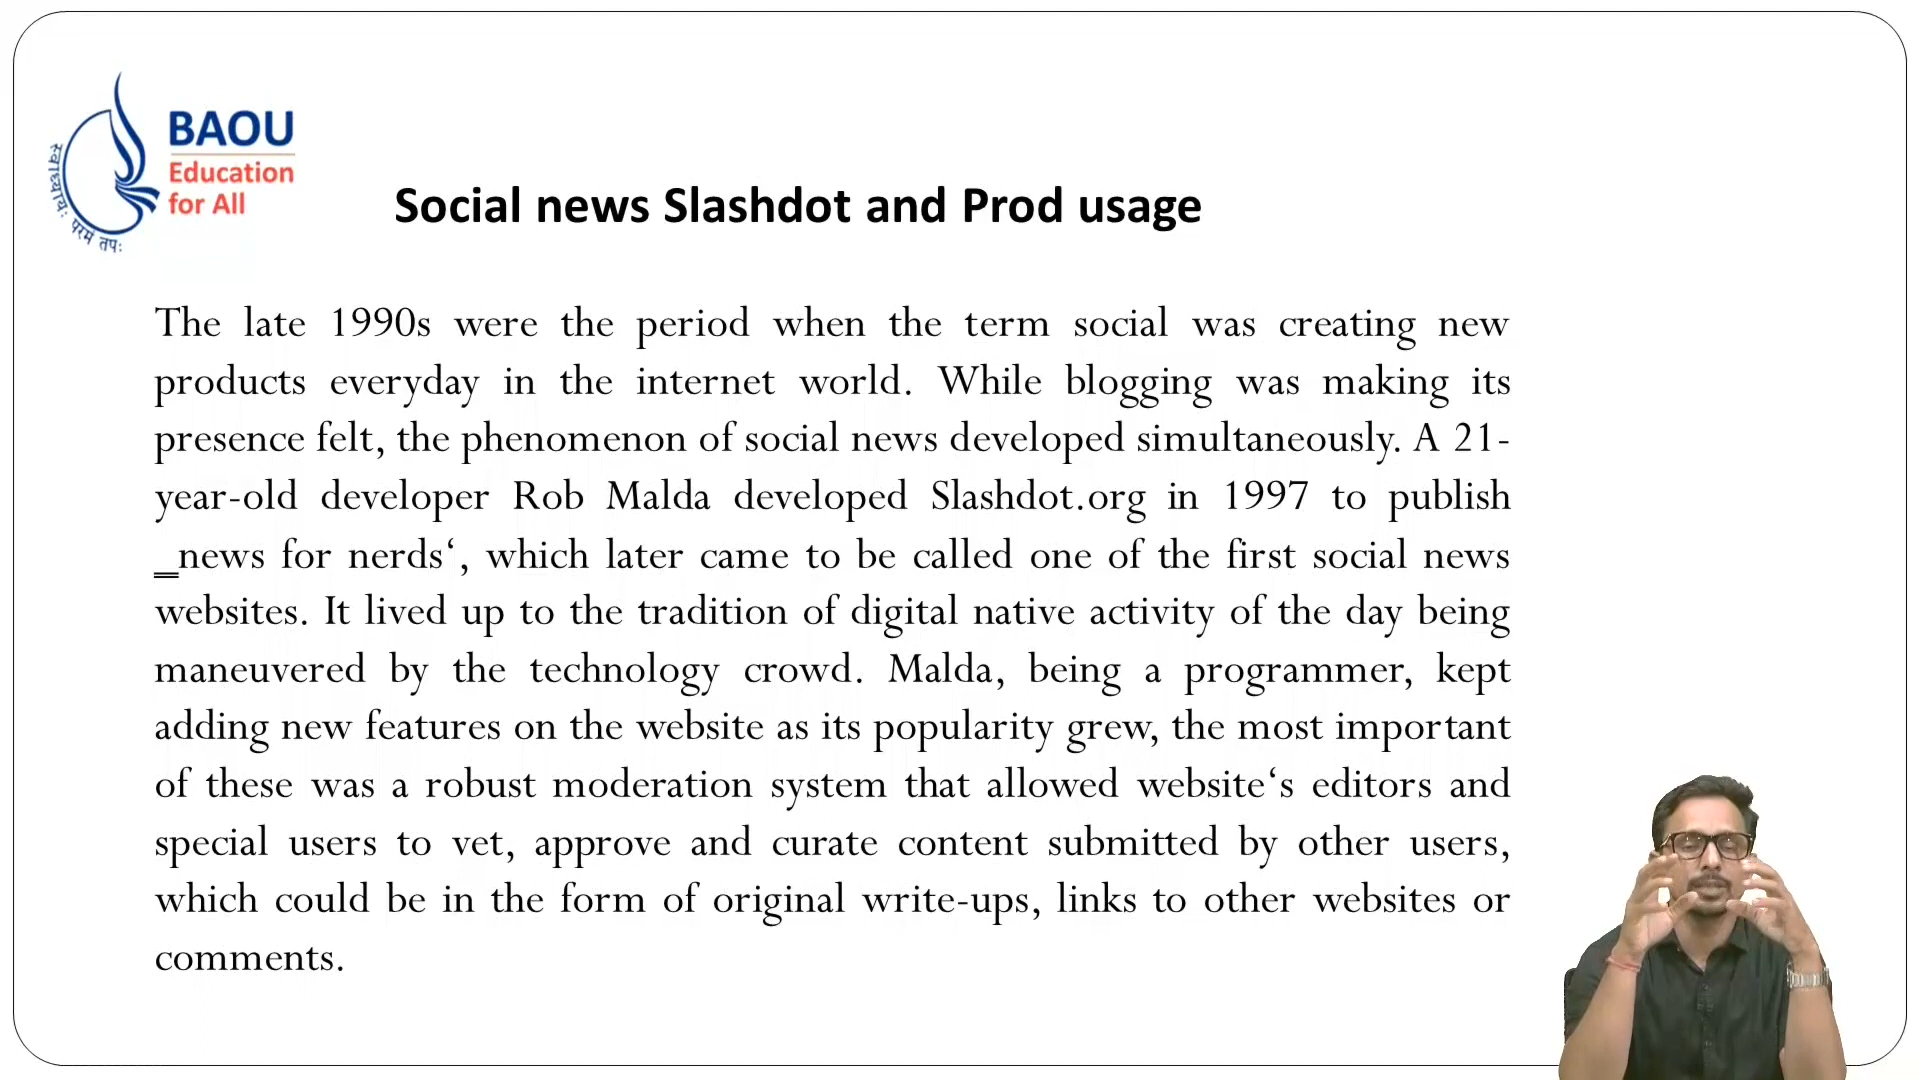 BAOU
Education
for All
स्वाध्यायः परमं तपः
Social news Slashdot and Prod usage
The late 1990s were the period when the term social was creating new
products everyday in the internet world. While blogging was making its
presence felt, the phenomenon of social news developed simultaneously. A 21-
year-old developer Rob Malda developed Slashdot.org in 1997 to publish
‗news for nerds‘, which later came to be called one of the first social news
websites. It lived up to the tradition of digital native activity of the day being
maneuvered by the technology crowd. Malda, being a programmer, kept
adding new features on the website as its popularity grew, the most important
of these was a robust moderation system that allowed website‘s editors and
special users to vet, approve and curate content submitted by other users,
which could be in the form of original write-ups, links to other websites or
comments.